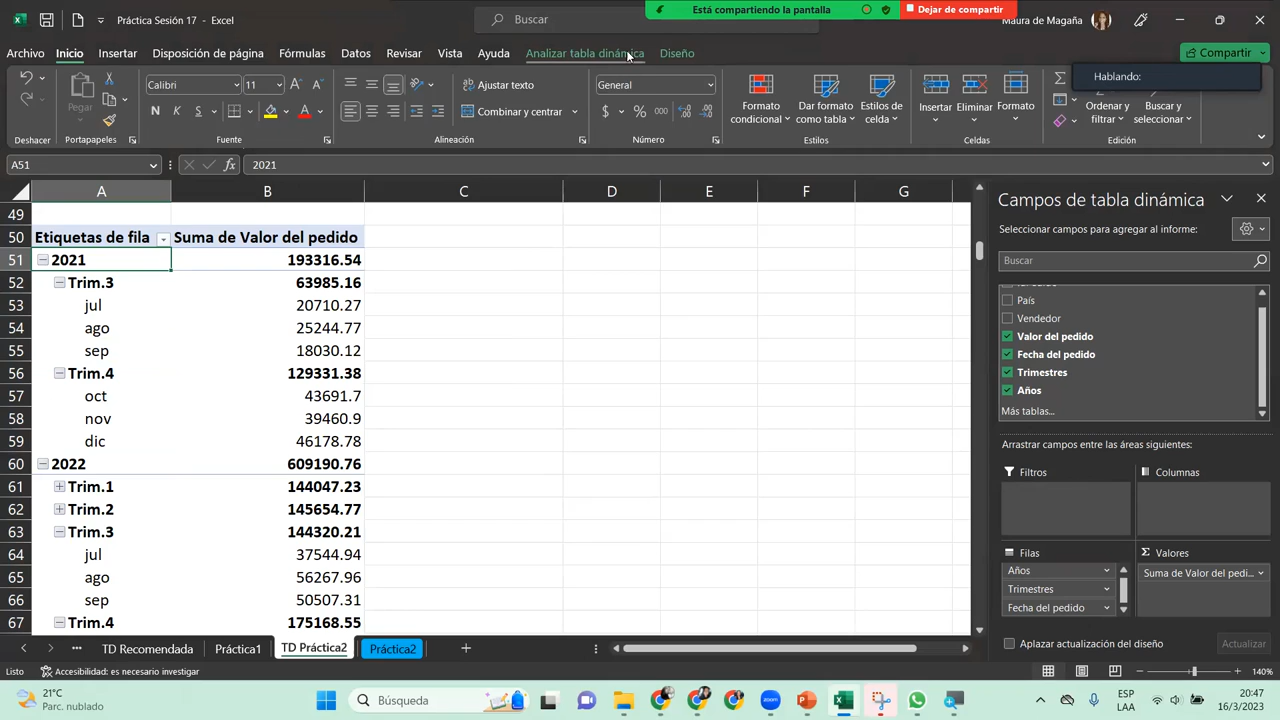 Práctica Sesión 17 - Excel
Buscar
Está compartiendo la pantalla
Dejar de compartir
Maura de Magaña
Archivo Inicio Insertar Disposición de página Fórmulas Datos Revisar Vista Ayuda Analizar tabla dinámica Diseño
Compartir
Hablando:
Pegar
Calibri 11
Ajustar texto
Combinar y centrar
General
Formato condicional
Dar formato como tabla
Estilos de celda
Insertar Eliminar Formato
Ordenar y filtrar
Buscar y seleccionar
Deshacer Portapapeles Fuente Alineación Número Estilos Celdas Edición
A51
2021
A B C D E F G
49
50 Etiquetas de fila Suma de Valor del pedido
51 2021 193316.54
52 Trim.3 63985.16
53 jul 20710.27
54 ago 25244.77
55 sep 18030.12
56 Trim.4 129331.38
57 oct 43691.7
58 nov 39460.9
59 dic 46178.78
60 2022 609190.76
61 Trim.1 144047.23
62 Trim.2 145654.77
63 Trim.3 144320.21
64 jul 37544.94
65 ago 56267.96
66 sep 50507.31
67 Trim.4 175168.55
Campos de tabla dinámica
Seleccionar campos para agregar al informe:
Buscar
País
Vendedor
Valor del pedido
Fecha del pedido
Trimestres
Años
Más tablas...
Arrastrar campos entre las áreas siguientes:
Filtros
Columnas
Filas
Valores
Años
Suma de Valor del pedi...
Trimestres
Fecha del pedido
Aplazar actualización del diseño
Actualizar
TD Recomendada Práctica1 TD Práctica2 Práctica2
Listo
Accesibilidad: es necesario investigar
140%
21°C
Parc. nublado
Búsqueda
zoom
ESP
LAA
20:47
16/3/2023